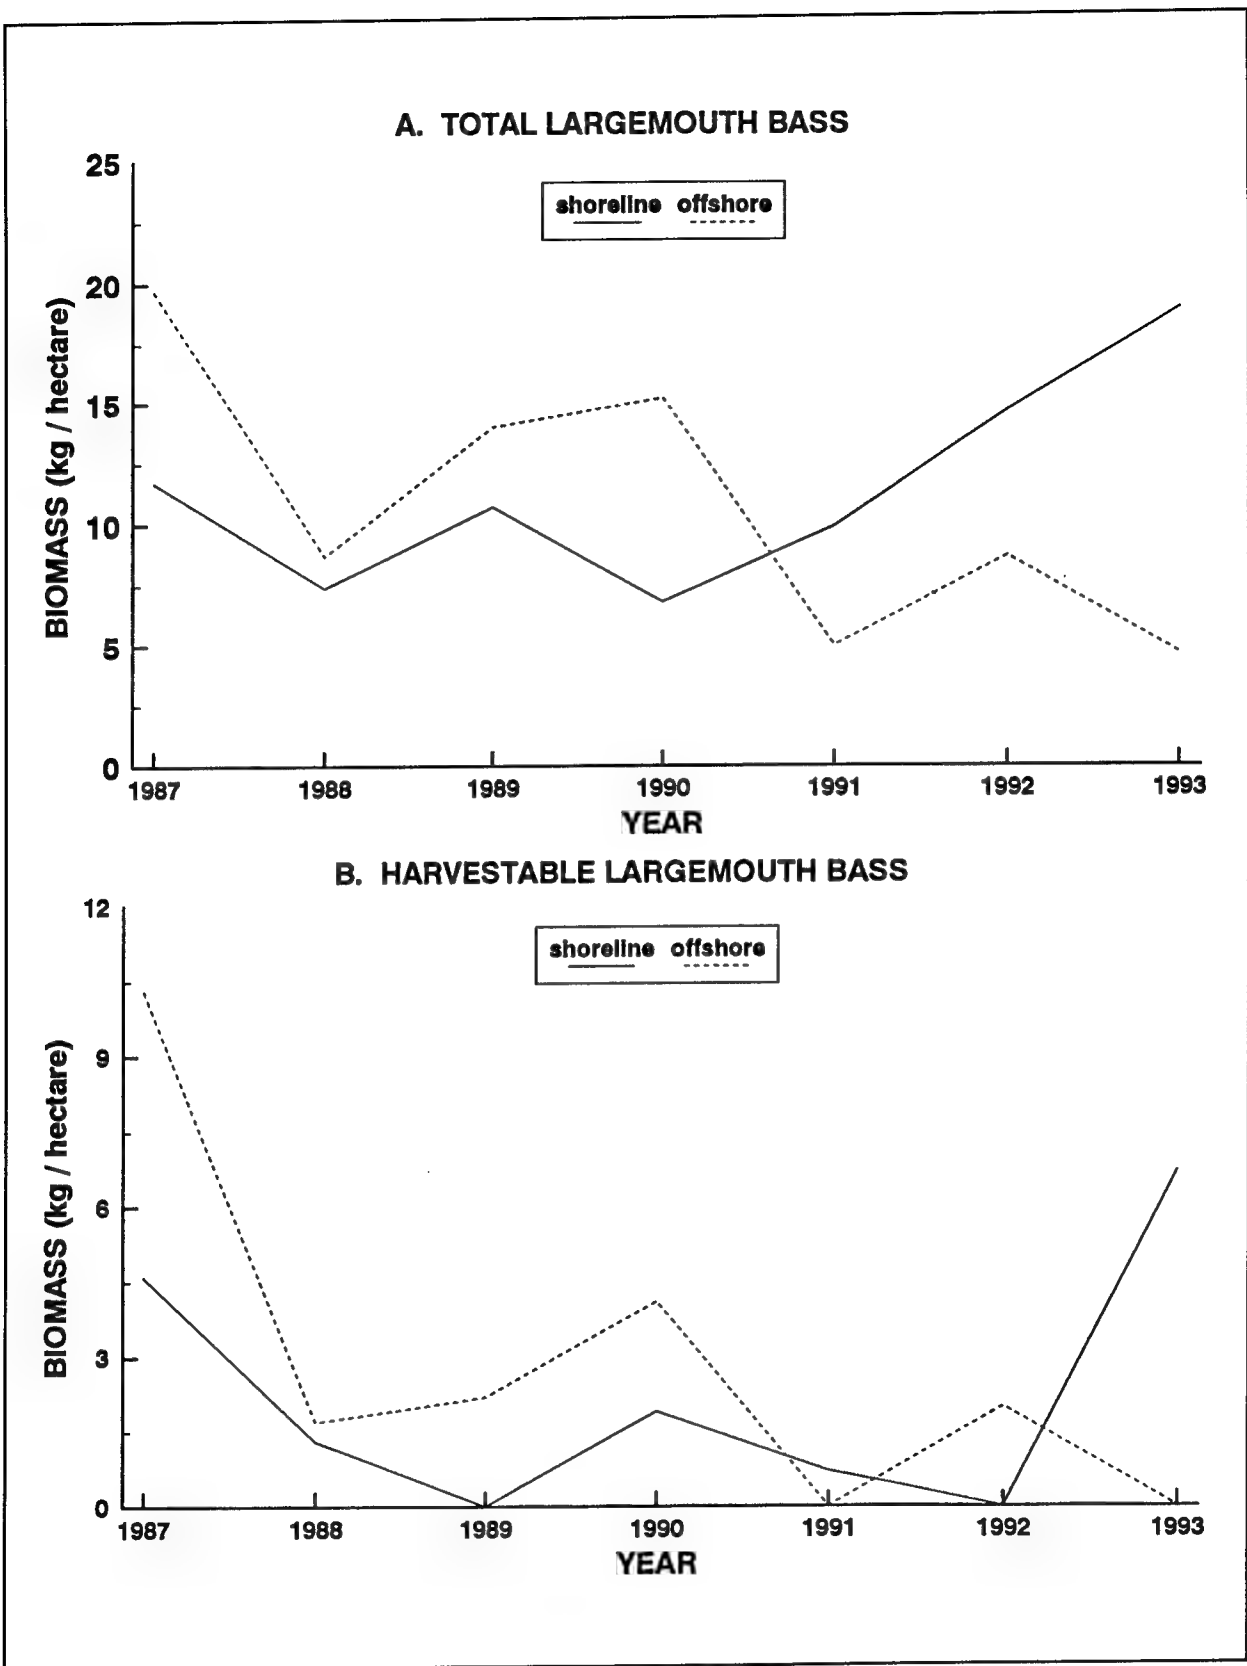 A. TOTAL LARGEMOUTH BASS
25
shoreline offshore
20
15
10
5
0
BIOMASS (kg / hectare)
1987 1988 1989 1990 1991 1992 1993
YEAR
B. HARVESTABLE LARGEMOUTH BASS
12
shoreline offshore
9
6
3
0
BIOMASS (kg / hectare)
1987 1988 1989 1990 1991 1992 1993
YEAR